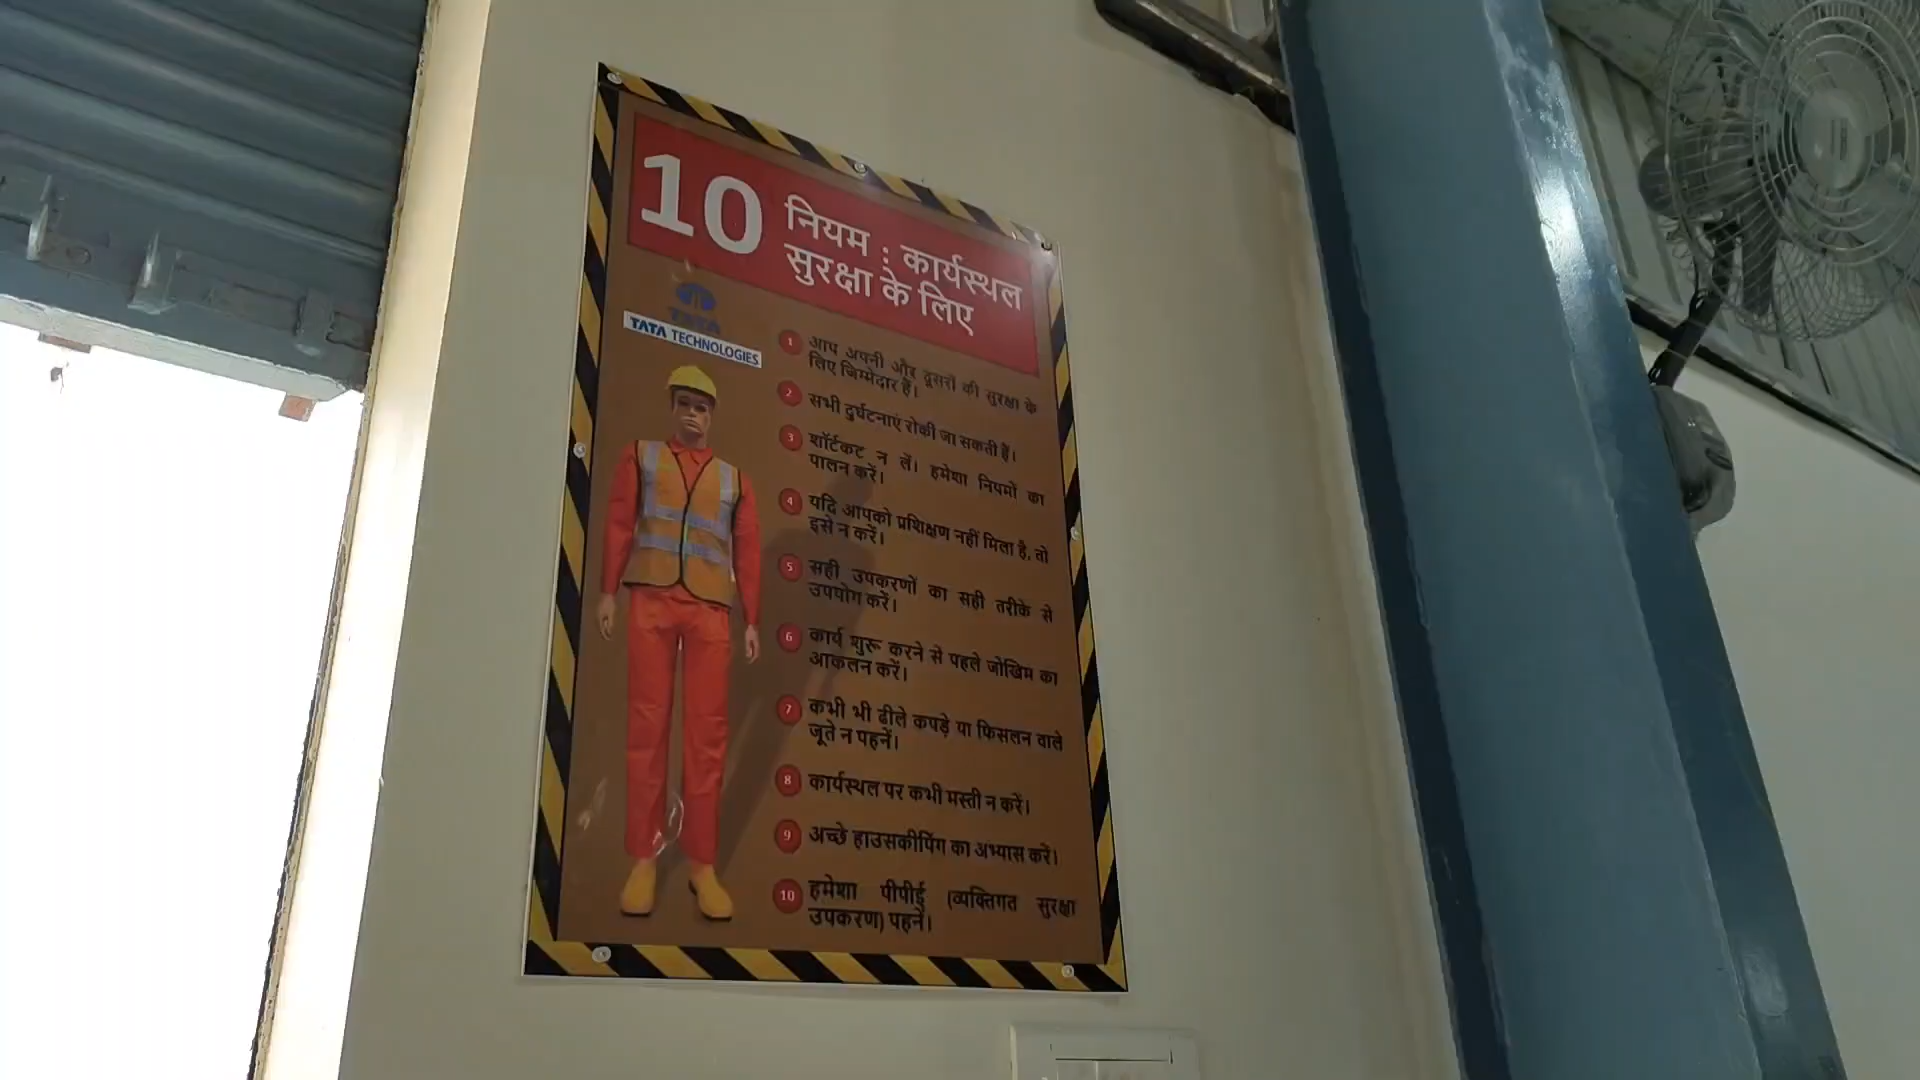 10
नियम : कार्यस्थल
सुरक्षा के लिए
TATA
TATA TECHNOLOGIES
1 आप अपनी और दूसरों की सुरक्षा के
लिए जिम्मेदार हैं।
2 सभी दुर्घटनाएं रोकी जा सकती हैं।
3 शॉर्टकट न लें। हमेशा नियमों का
पालन करें।
4 यदि आपको प्रशिक्षण नहीं मिला है, तो
इसे न करें।
5 सही उपकरणों का सही तरीके से
उपयोग करें।
6 कार्य शुरू करने से पहले जोखिम का
आकलन करें।
7 कभी भी ढीले कपड़े या फिसलन वाले
जूते न पहनें।
8 कार्यस्थल पर कभी मस्ती न करें।
9 अच्छे हाउसकीपिंग का अभ्यास करें।
10 हमेशा पीपीई (व्यक्तिगत सुरक्षा
उपकरण) पहनें।